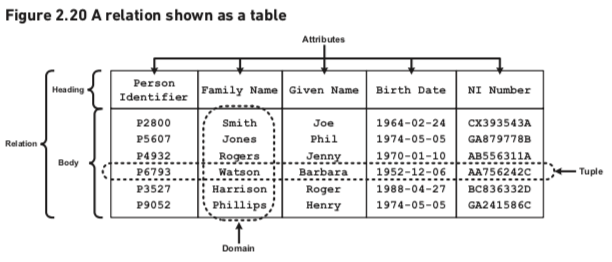 Figure 2.20 A relation shown as a table
Attributes
Relation
Heading
Person Identifier Family Name Given Name Birth Date NI Number
Body
P2800 Smith Joe 1964-02-24 CX393543A
P5607 Jones Phil 1974-05-05 GA879778B
P4932 Rogers Jenny 1970-01-10 AB556311A
P6793 Watson Barbara 1952-12-06 AA756242C
Tuple
P3527 Harrison Roger 1988-04-27 BC836332D
P9052 Phillips Henry 1974-05-05 GA241586C
Domain